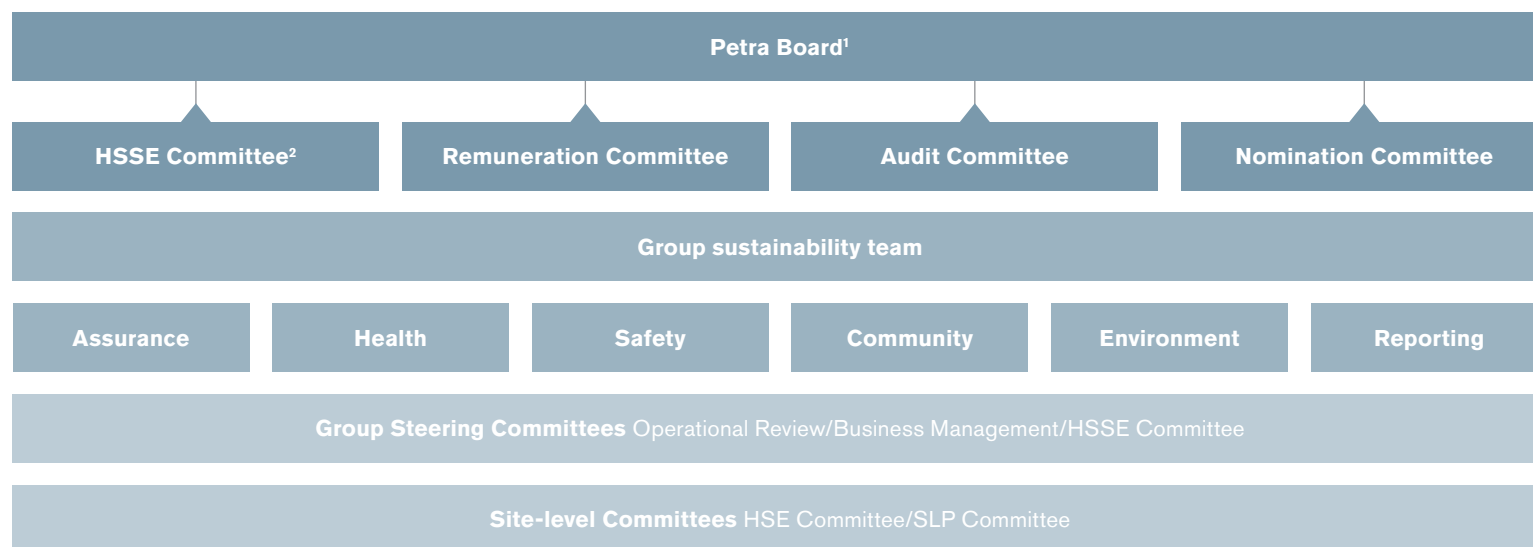 Petra Board¹
HSSE Committee²
Remuneration Committee
Audit Committee
Nomination Committee
Group sustainability team
Assurance
Health
Safety
Community
Environment
Reporting
Group Steering Committees Operational Review/Business Management/HSSE Committee
Site-level Committees HSE Committee/SLP Committee